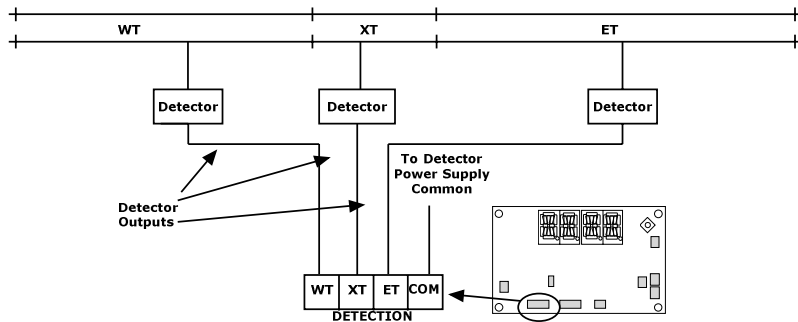 WT XT ET
Detector Detector Detector
To Detector
Power Supply
Common
Detector
Outputs
WT XT ET COM
DETECTION